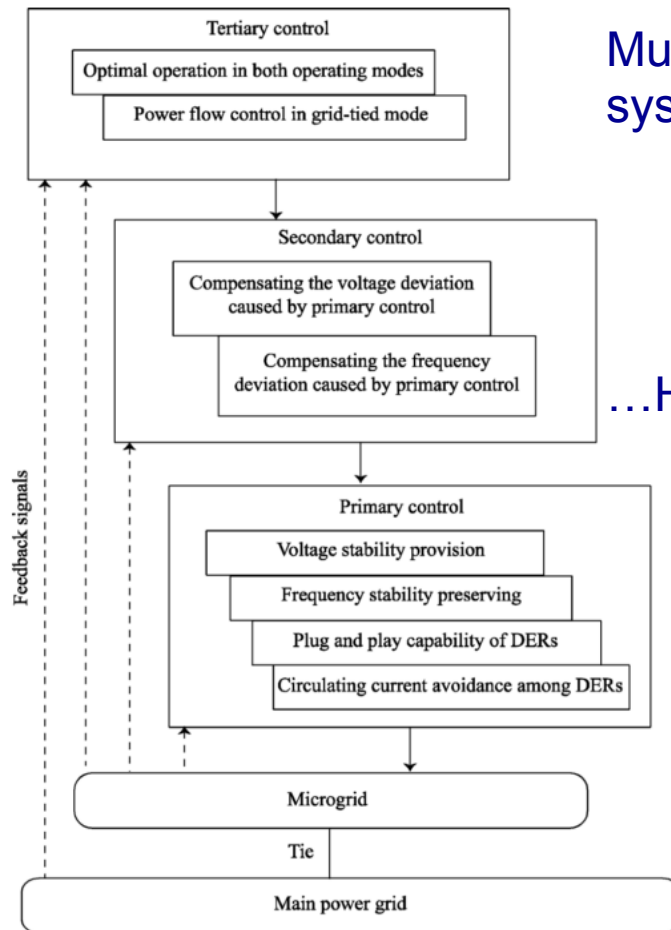 Tertiary control
Optimal operation in both operating modes
Power flow control in grid-tied mode
Secondary control
Compensating the voltage deviation
caused by primary control
Compensating the frequency
deviation caused by primary control
Primary control
Voltage stability provision
Frequency stability preserving
Plug and play capability of DERs
Circulating current avoidance among DERs
Feedback signals
Microgrid
Tie
Main power grid